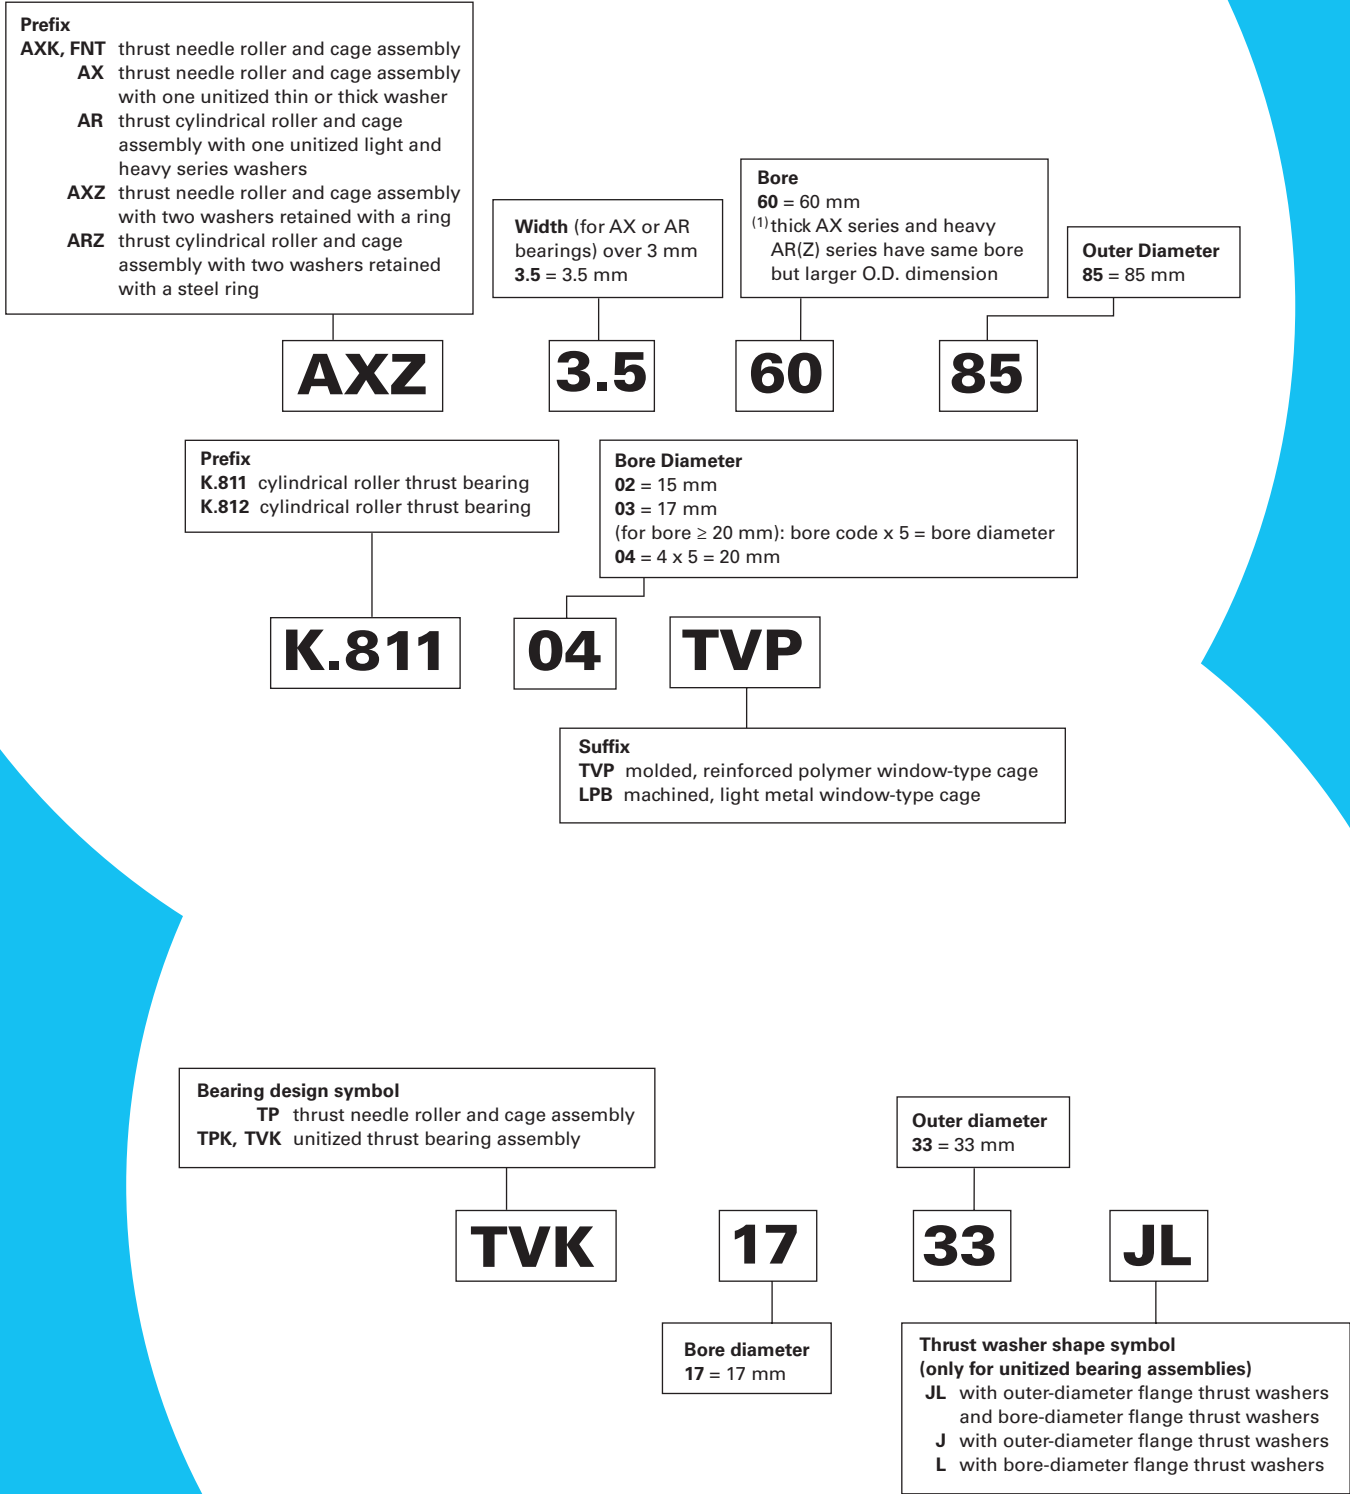 Prefix
AXK, FNT thrust needle roller and cage assembly
AX thrust needle roller and cage assembly
with one unitized thin or thick washer
AR thrust cylindrical roller and cage
assembly with one unitized light and
heavy series washers
AXZ thrust needle roller and cage assembly
with two washers retained with a ring
ARZ thrust cylindrical roller and cage
assembly with two washers retained
with a steel ring
Width (for AX or AR
bearings) over 3 mm
3.5 = 3.5 mm
Bore
60 = 60 mm
(1) thick AX series and heavy
AR(Z) series have same bore
but larger O.D. dimension
Outer Diameter
85 = 85 mm
AXZ 3.5 60 85
Prefix
K.811 cylindrical roller thrust bearing
K.812 cylindrical roller thrust bearing
Bore Diameter
02 = 15 mm
03 = 17 mm
(for bore ≥ 20 mm): bore code x 5 = bore diameter
04 = 4 x 5 = 20 mm
K.811 04 TVP
Suffix
TVP molded, reinforced polymer window-type cage
LPB machined, light metal window-type cage
Bearing design symbol
TP thrust needle roller and cage assembly
TPK, TVK unitized thrust bearing assembly
Outer diameter
33 = 33 mm
TVK 17 33 JL
Bore diameter
17 = 17 mm
Thrust washer shape symbol
(only for unitized bearing assemblies)
JL with outer-diameter flange thrust washers
and bore-diameter flange thrust washers
J with outer-diameter flange thrust washers
L with bore-diameter flange thrust washers